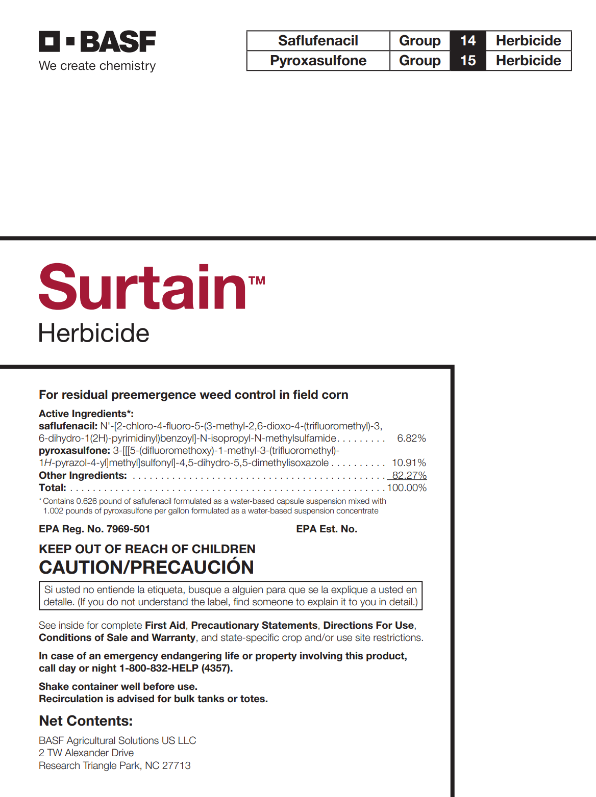 BASF
We create chemistry
Saflufenacil Group 14 Herbicide
Pyroxasulfone Group 15 Herbicide
Surtain™
Herbicide
For residual preemergence weed control in field corn
Active Ingredients*:
saflufenacil: N'-[2-chloro-4-fluoro-5-(3-methyl-2,6-dioxo-4-(trifluoromethyl)-3,
6-dihydro-1(2H)-pyrimidinyl)benzoyl]-N-isopropyl-N-methylsulfamide. . . . . . . . . 6.82%
pyroxasulfone: 3-[[[5-(difluoromethoxy)-1-methyl-3-(trifluoromethyl)-
1H-pyrazol-4-yl]methyl]sulfonyl]-4,5-dihydro-5,5-dimethylisoxazole . . . . . . . . . . 10.91%
Other Ingredients: . . . . . . . . . . . . . . . . . . . . . . . . . . . . . . . . . . . . . . . . . . . . . 82.27%
Total: . . . . . . . . . . . . . . . . . . . . . . . . . . . . . . . . . . . . . . . . . . . . . . . . . . . . . . . . 100.00%
* Contains 0.626 pound of saflufenacil formulated as a water-based capsule suspension mixed with
1.002 pounds of pyroxasulfone per gallon formulated as a water-based suspension concentrate
EPA Reg. No. 7969-501 EPA Est. No.
KEEP OUT OF REACH OF CHILDREN
CAUTION/PRECAUCIÓN
Si usted no entiende la etiqueta, busque a alguien para que se la explique a usted en
detalle. (If you do not understand the label, find someone to explain it to you in detail.)
See inside for complete First Aid, Precautionary Statements, Directions For Use,
Conditions of Sale and Warranty, and state-specific crop and/or use site restrictions.
In case of an emergency endangering life or property involving this product,
call day or night 1-800-832-HELP (4357).
Shake container well before use.
Recirculation is advised for bulk tanks or totes.
Net Contents:
BASF Agricultural Solutions US LLC
2 TW Alexander Drive
Research Triangle Park, NC 27713